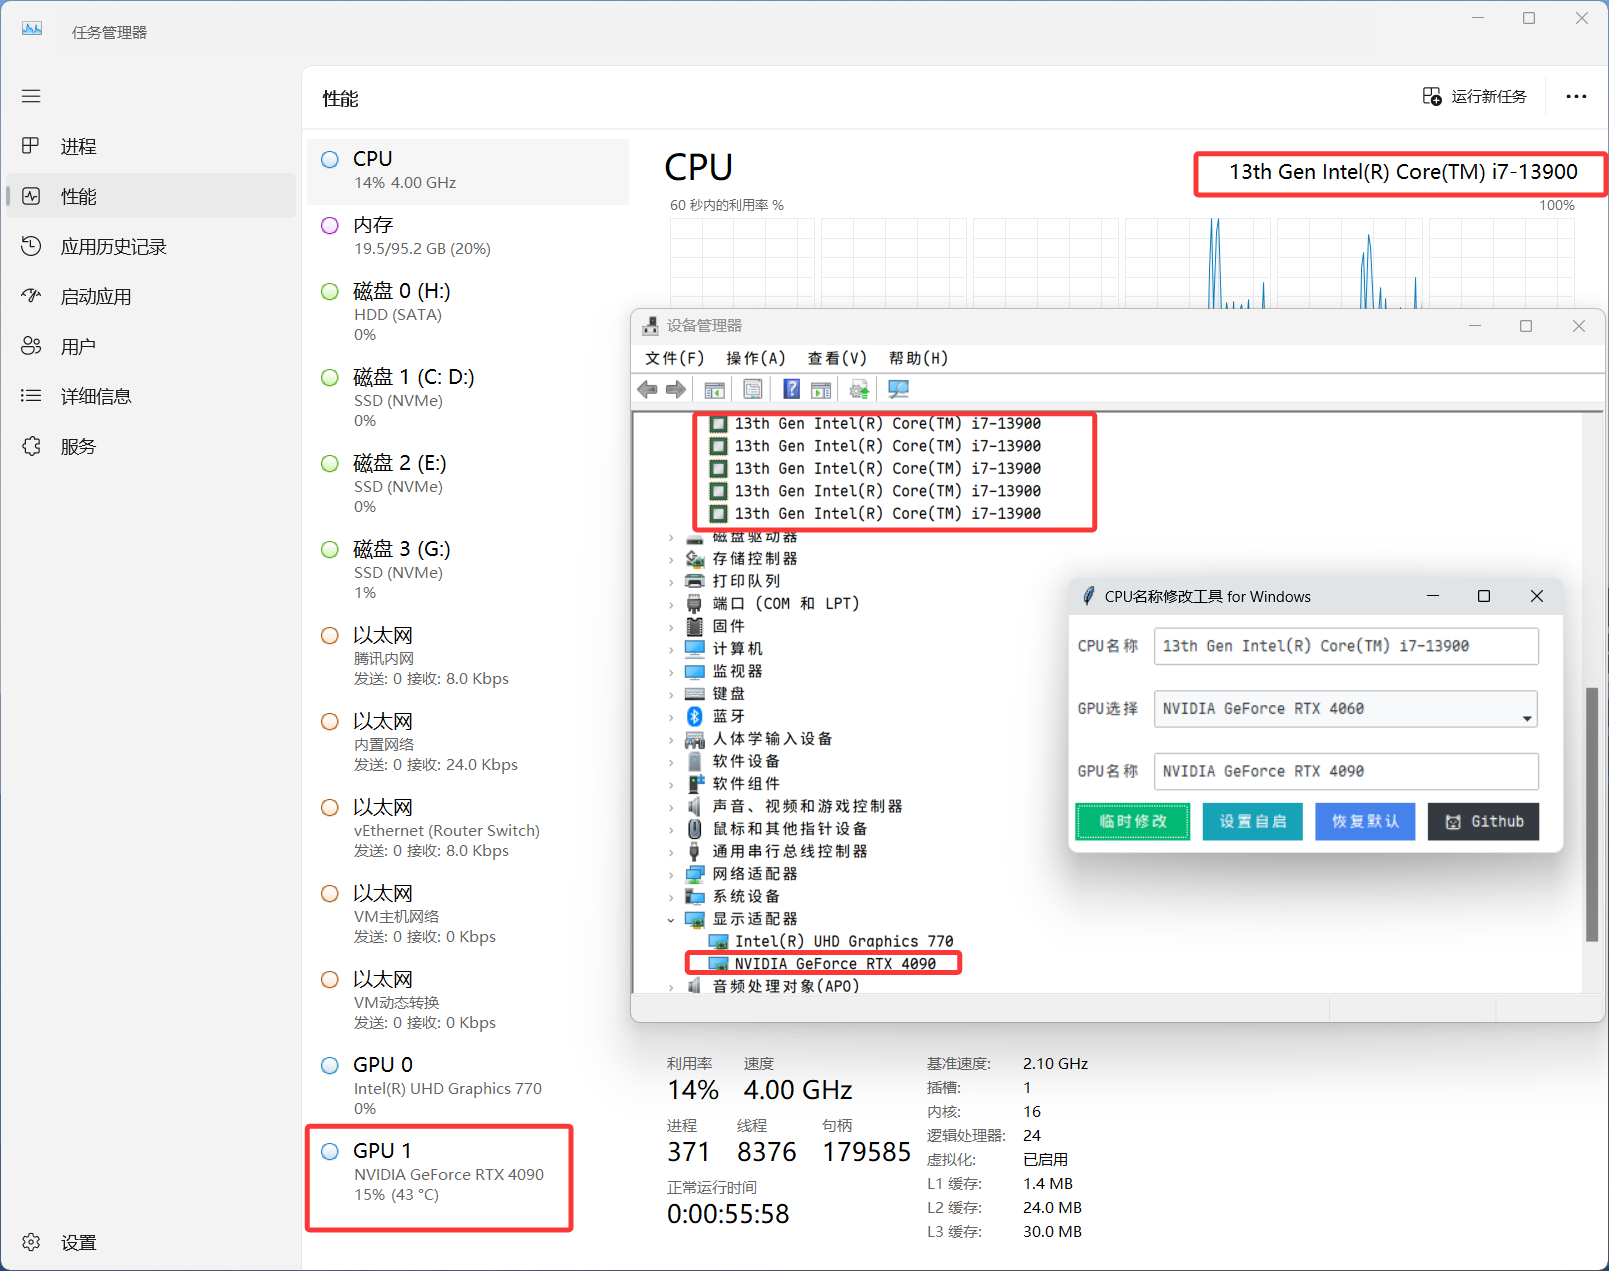 任务管理器
性能
运行新任务
进程
性能
应用历史记录
启动应用
用户
详细信息
服务
设置
CPU
14% 4.00 GHz
内存
19.5/95.2 GB (20%)
磁盘 0 (H:)
HDD (SATA)
0%
磁盘 1 (C: D:)
SSD (NVMe)
0%
磁盘 2 (E:)
SSD (NVMe)
0%
磁盘 3 (G:)
SSD (NVMe)
1%
以太网
腾讯内网
发送: 0 接收: 8.0 Kbps
以太网
内置网络
发送: 0 接收: 24.0 Kbps
以太网
vEthernet (Router Switch)
发送: 0 接收: 8.0 Kbps
以太网
VM主机网络
发送: 0 接收: 0 Kbps
以太网
VM动态转换
发送: 0 接收: 0 Kbps
GPU 0
Intel(R) UHD Graphics 770
0%
GPU 1
NVIDIA GeForce RTX 4090
15% (43 °C)
CPU
13th Gen Intel(R) Core(TM) i7-13900
60 秒内的利用率 %
100%
设备管理器
文件(F) 操作(A) 查看(V) 帮助(H)
13th Gen Intel(R) Core(TM) i7-13900
13th Gen Intel(R) Core(TM) i7-13900
13th Gen Intel(R) Core(TM) i7-13900
13th Gen Intel(R) Core(TM) i7-13900
13th Gen Intel(R) Core(TM) i7-13900
磁盘驱动器
存储控制器
打印队列
端口 (COM 和 LPT)
固件
计算机
监视器
键盘
蓝牙
人体学输入设备
软件设备
软件组件
声音、视频和游戏控制器
鼠标和其他指针设备
通用串行总线控制器
网络适配器
系统设备
显示适配器
Intel(R) UHD Graphics 770
NVIDIA GeForce RTX 4090
音频处理对象(APO)
CPU名称修改工具 for Windows
CPU名称 13th Gen Intel(R) Core(TM) i7-13900
GPU选择 NVIDIA GeForce RTX 4060
GPU名称 NVIDIA GeForce RTX 4090
临时修改 设置自启 恢复默认 Github
利用率 速度
14% 4.00 GHz
进程 线程 句柄
371 8376 179585
正常运行时间
0:00:55:58
基准速度: 2.10 GHz
插槽: 1
内核: 16
逻辑处理器: 24
虚拟化: 已启用
L1 缓存: 1.4 MB
L2 缓存: 24.0 MB
L3 缓存: 30.0 MB